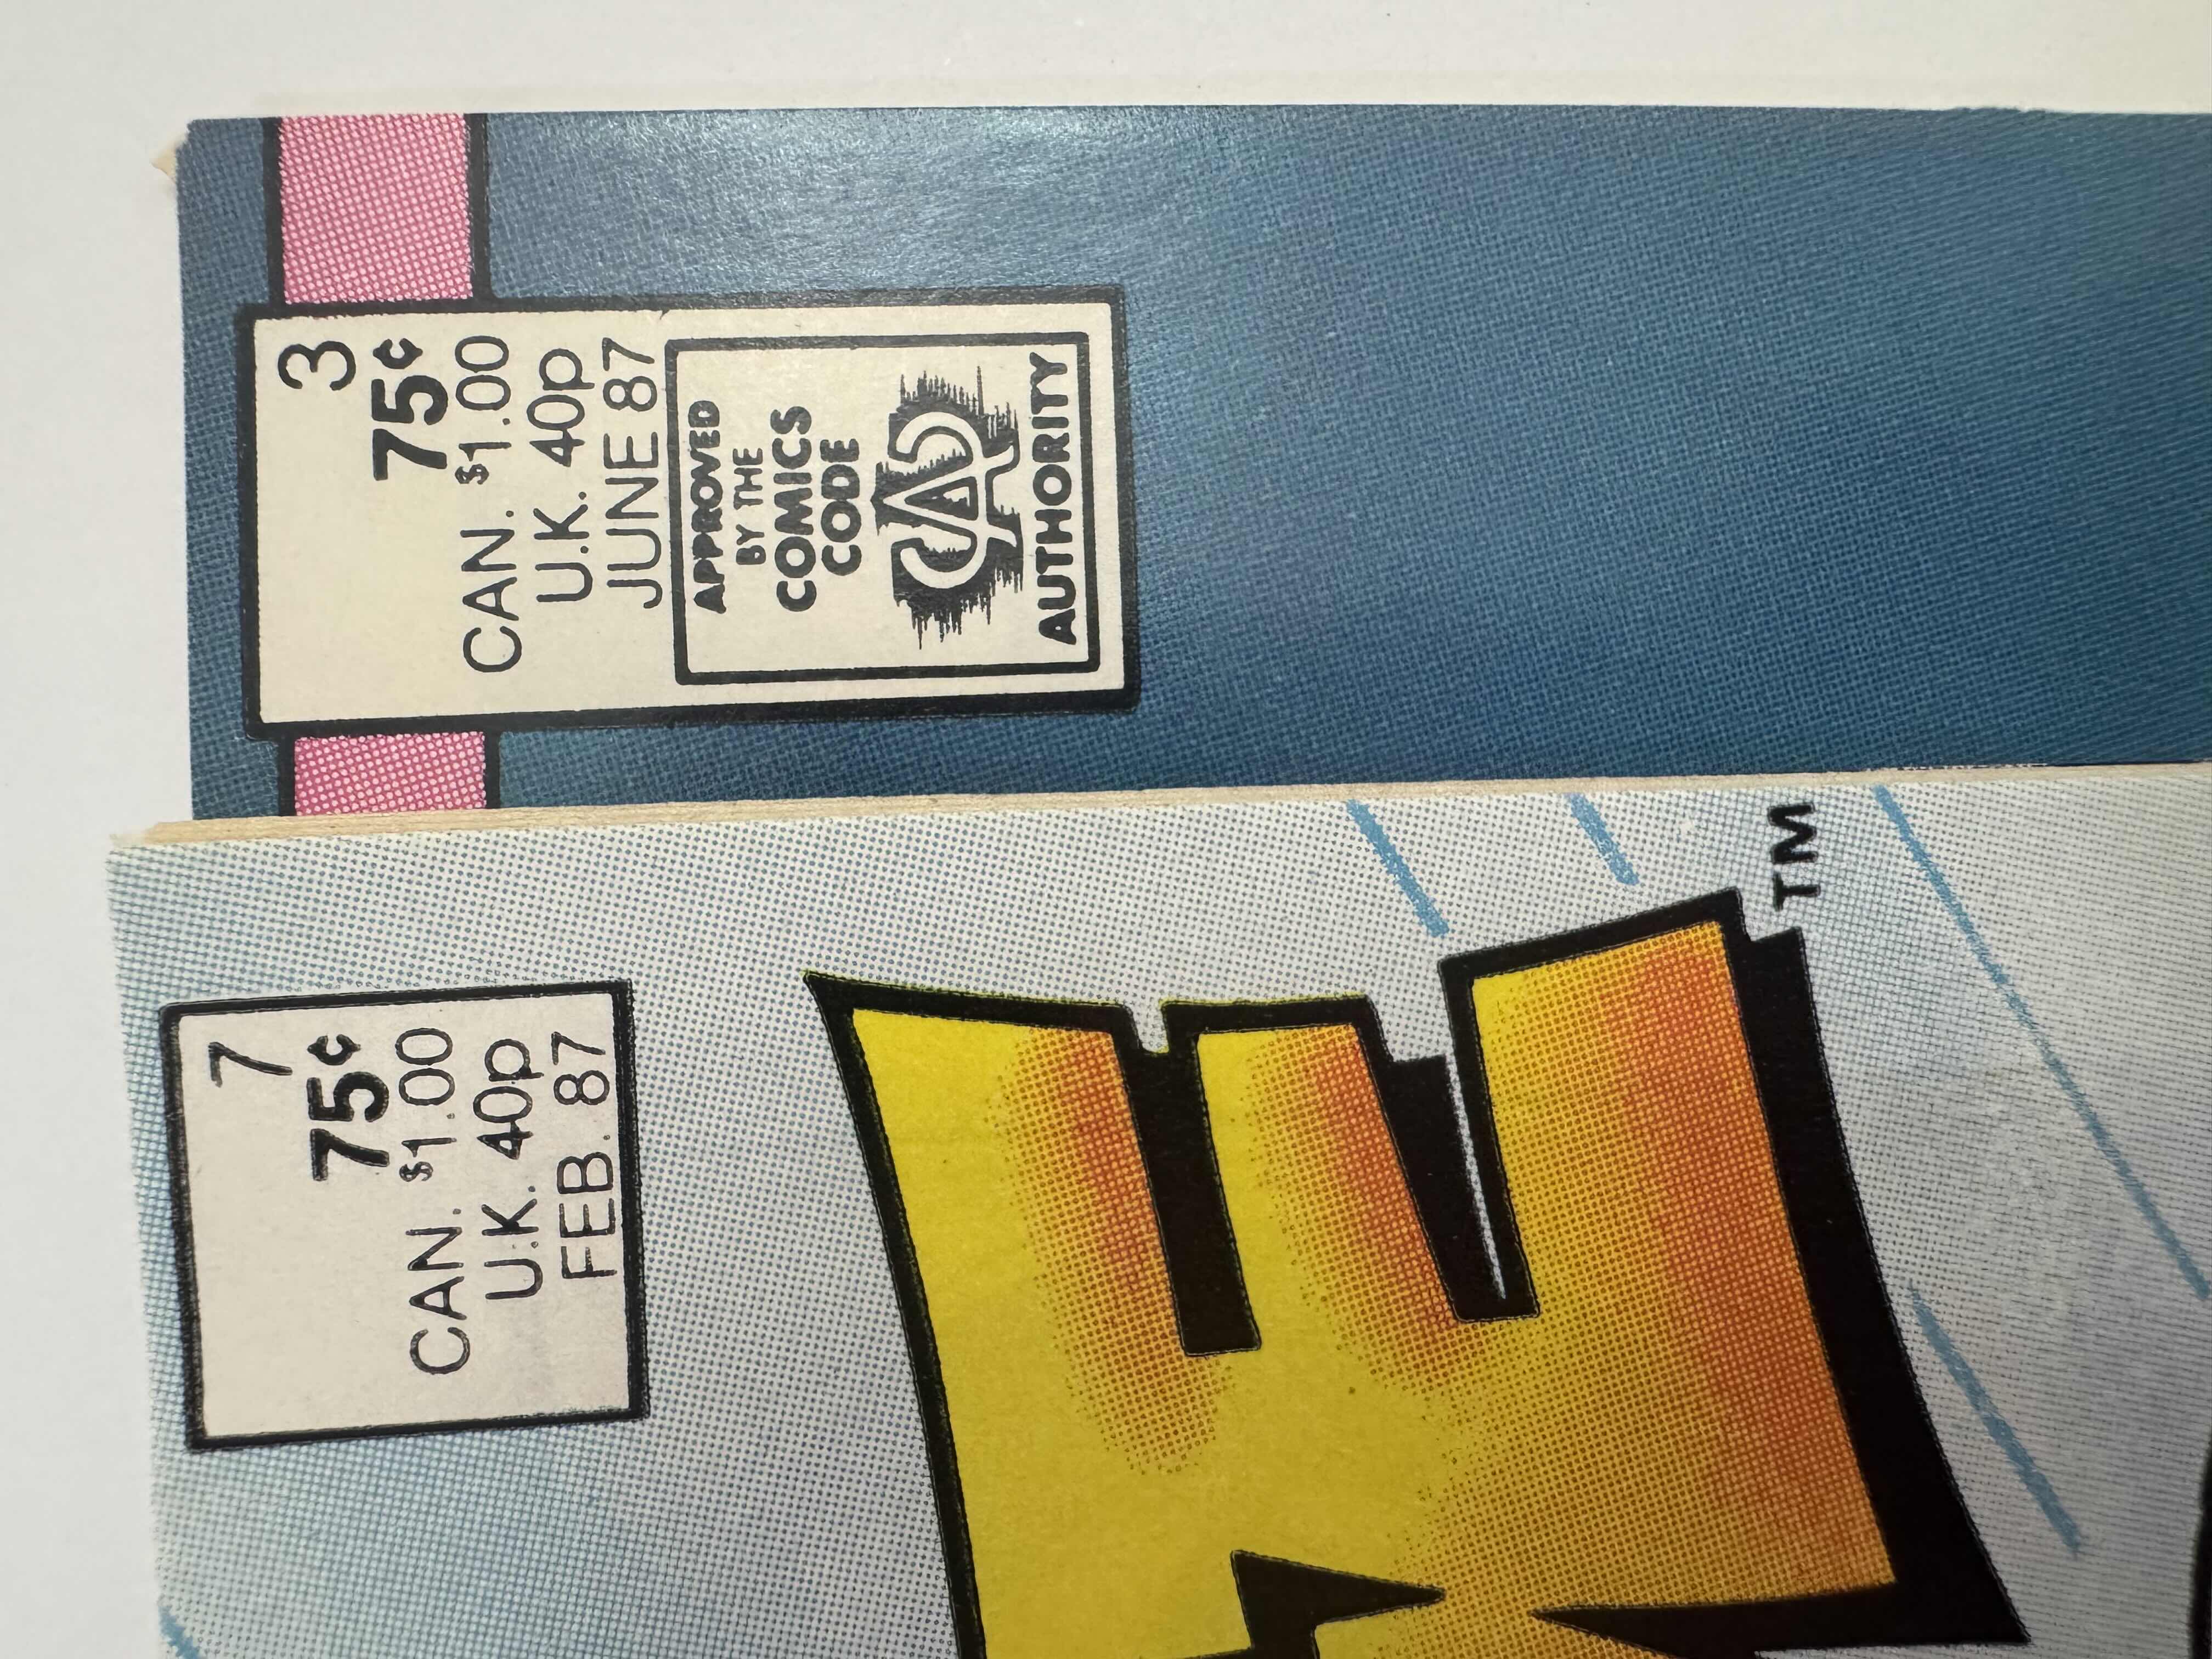 3
75¢
CAN. $1.00
U.K. 40p
JUNE 87
APPROVED
BY THE
COMICS
CODE
CA
AUTHORITY
7
75¢
CAN. $1.00
U.K. 40p
FEB. 87
E
TM